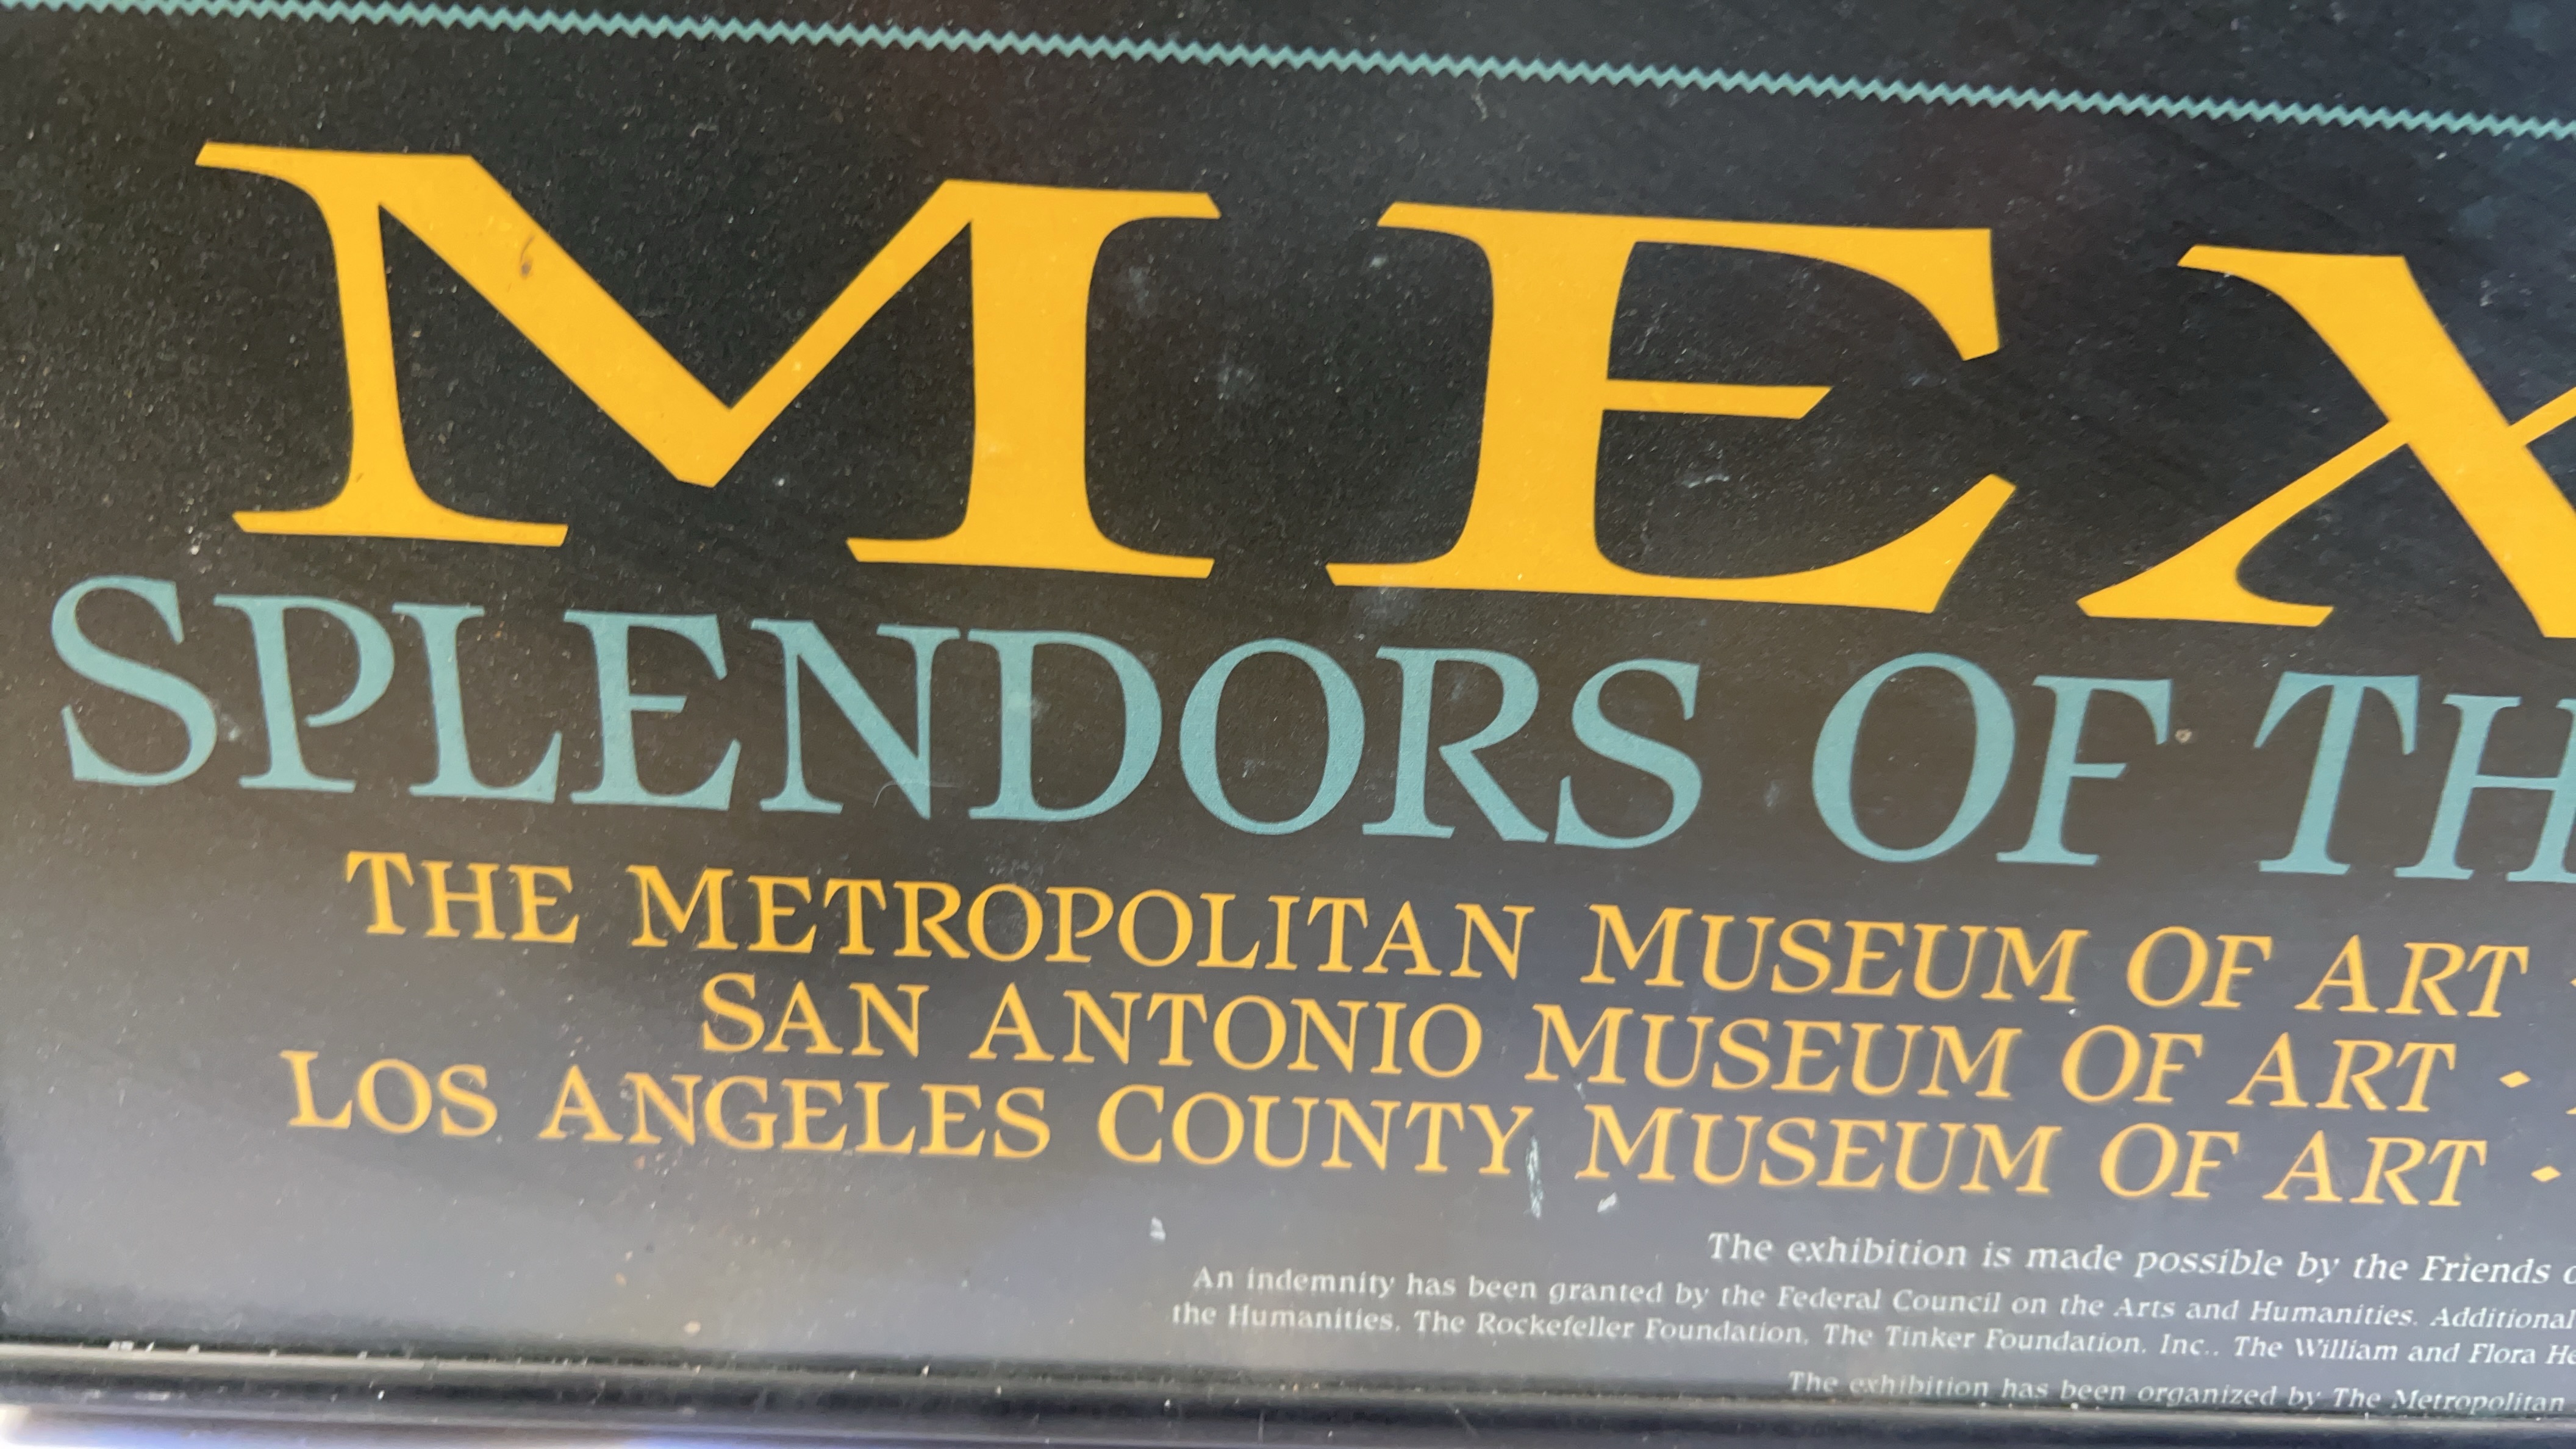 MEX
SPLENDORS OF TH
THE METROPOLITAN MUSEUM OF ART
SAN ANTONIO MUSEUM OF ART •
LOS ANGELES COUNTY MUSEUM OF ART •
The exhibition is made possible by the Friends o
An indemnity has been granted by the Federal Council on the Arts and Humanities. Additional
the Humanities, The Rockefeller Foundation, The Tinker Foundation, Inc., The William and Flora He
The exhibition has been organized by The Metropolitan